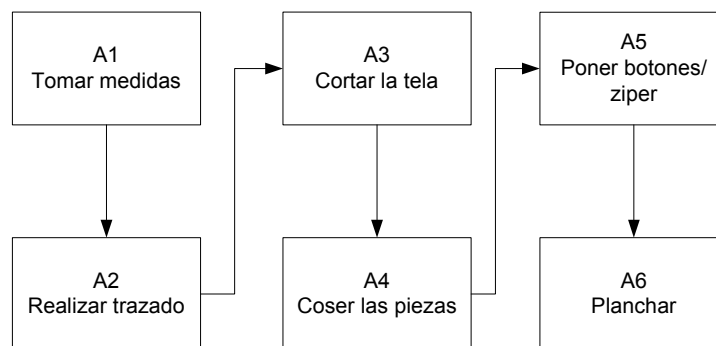 A1
Tomar medidas
A2
Realizar trazado
A3
Cortar la tela
A4
Coser las piezas
A5
Poner botones/
ziper
A6
Planchar